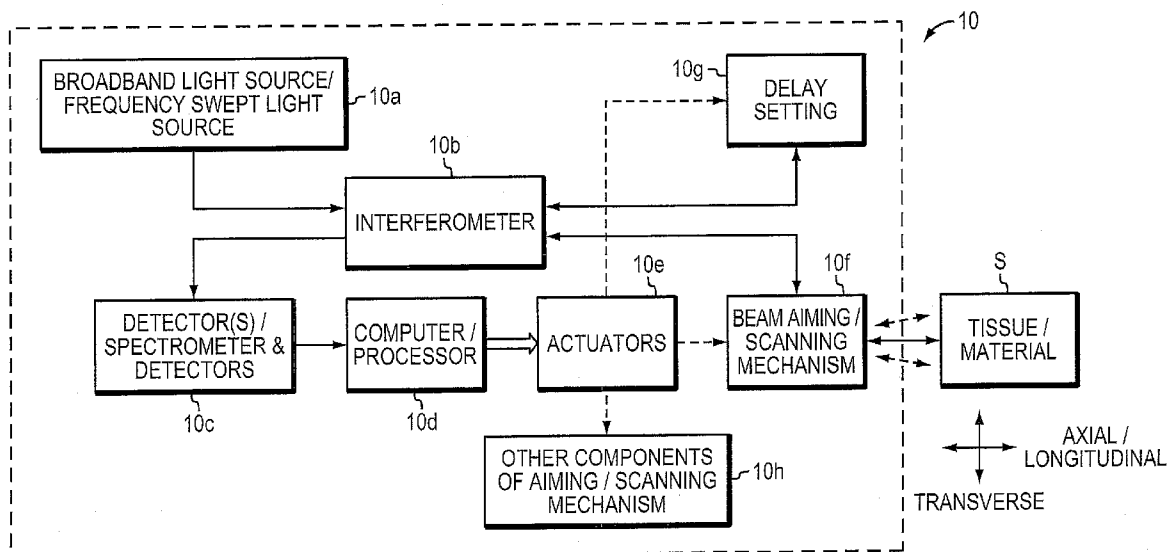 10
BROADBAND LIGHT SOURCE/
FREQUENCY SWEPT LIGHT
SOURCE
10a
10g
DELAY
SETTING
10b
INTERFEROMETER
10e
10f
S
DETECTOR(S) /
SPECTROMETER &
DETECTORS
10c
COMPUTER /
PROCESSOR
10d
ACTUATORS
BEAM AIMING /
SCANNING
MECHANISM
TISSUE /
MATERIAL
OTHER COMPONENTS
OF AIMING / SCANNING
MECHANISM
10h
AXIAL /
LONGITUDINAL
TRANSVERSE